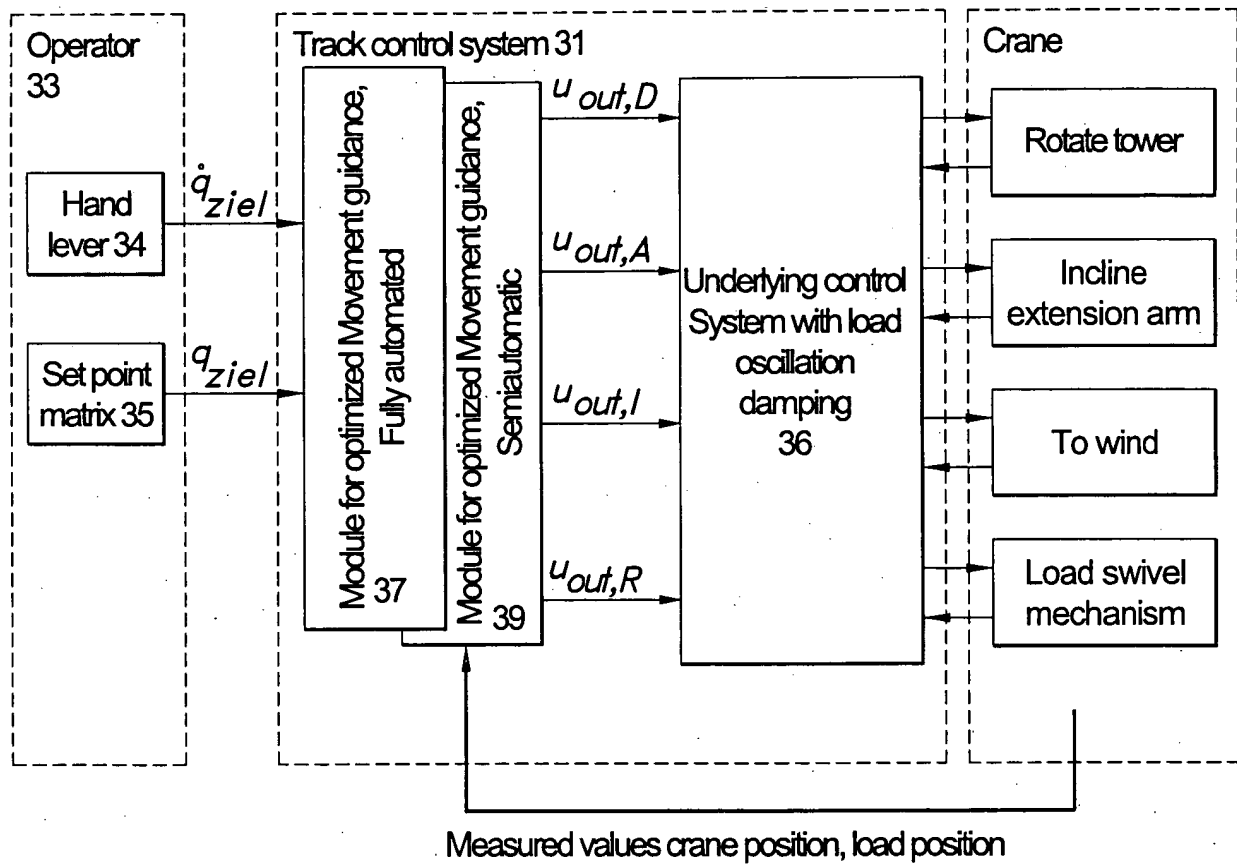 Operator
33
Hand
lever 34
Set point
matrix 35
q̇ziel
qziel
Track control system 31
Module for optimized Movement guidance,
Fully automated
37
Module for optimized Movement guidance,
Semiautomatic
39
uout,D
uout,A
uout,I
uout,R
Underlying control
System with load
oscillation
damping
36
Crane
Rotate tower
Incline
extension arm
To wind
Load swivel
mechanism
Measured values crane position, load position